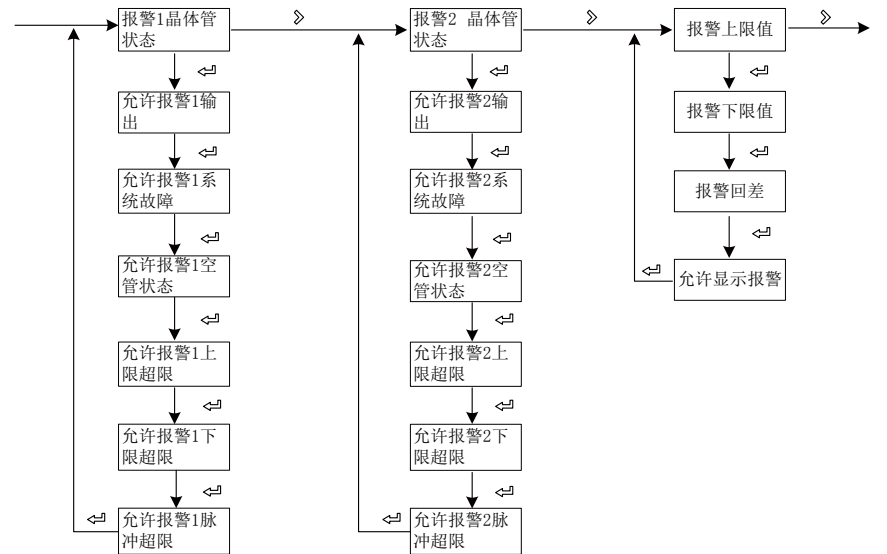 报警1晶体管
状态
允许报警1输
出
允许报警1系
统故障
允许报警1空
管状态
允许报警1上
限超限
允许报警1下
限超限
允许报警1脉
冲超限
报警2 晶体管
状态
允许报警2输
出
允许报警2系
统故障
允许报警2空
管状态
允许报警2上
限超限
允许报警2下
限超限
允许报警2脉
冲超限
报警上限值
报警下限值
报警回差
允许显示报警